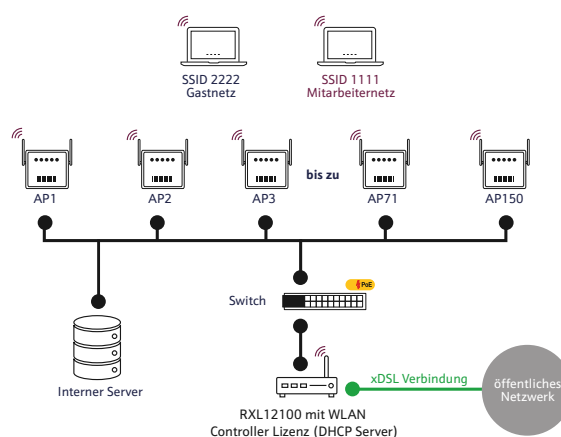 SSID 2222
Gastnetz
SSID 1111
Mitarbeiternetz
AP1
AP2
AP3
bis zu
AP71
AP150
PoE
Switch
Interner Server
xDSL Verbindung
öffentliches
Netzwerk
RXL12100 mit WLAN
Controller Lizenz (DHCP Server)